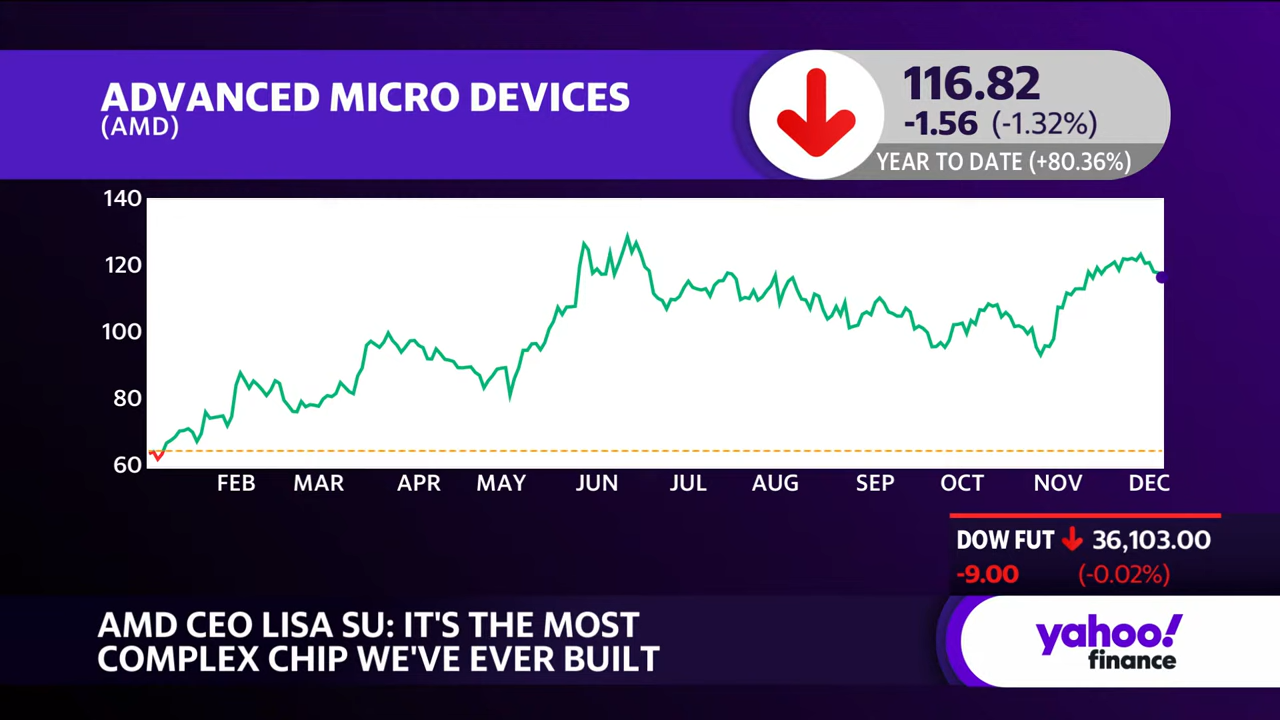 ADVANCED MICRO DEVICES
(AMD)
116.82
-1.56 (-1.32%)
YEAR TO DATE (+80.36%)
140
120
100
80
60
FEB MAR APR MAY JUN JUL AUG SEP OCT NOV DEC
DOW FUT 36,103.00
-9.00 (-0.02%)
AMD CEO LISA SU: IT'S THE MOST
COMPLEX CHIP WE'VE EVER BUILT
yahoo!
finance